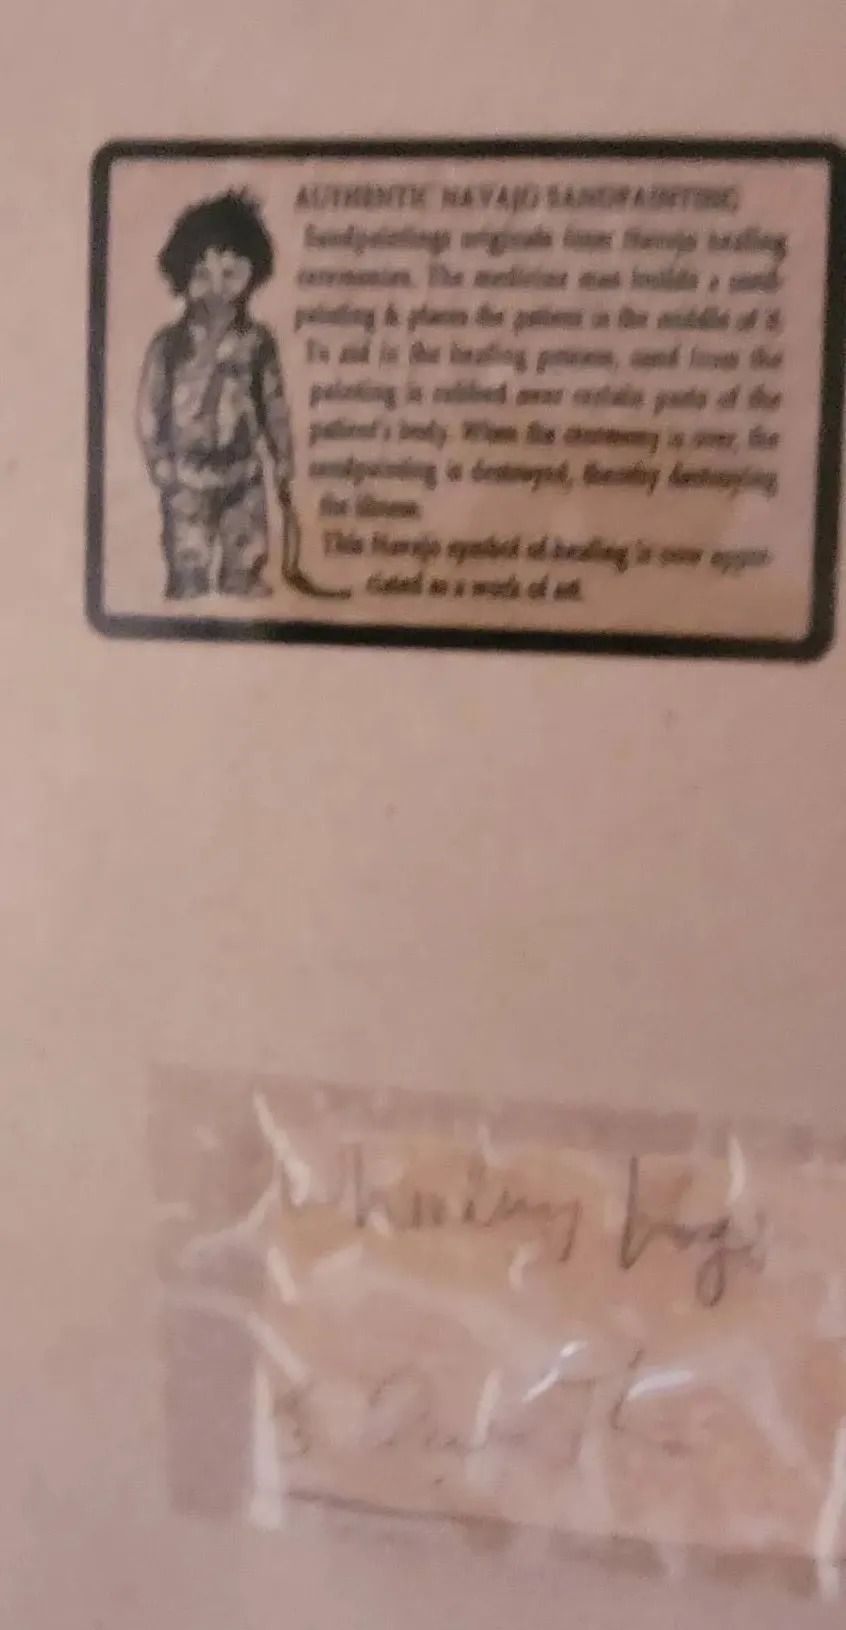 AUTHENTIC NAVAJO SANDPAINTING
Sandpaintings originate from Navajo healing
ceremonies. The medicine man builds a sand-
painting & places the patient in the middle of it.
To aid in the healing process, sand from the
painting is rubbed over certain parts of the
patient's body. When the ceremony is over, the
sandpainting is destroyed, thereby destroying
the illness.
This Navajo symbol of healing is now appre-
ciated as a work of art.
Whirling logs